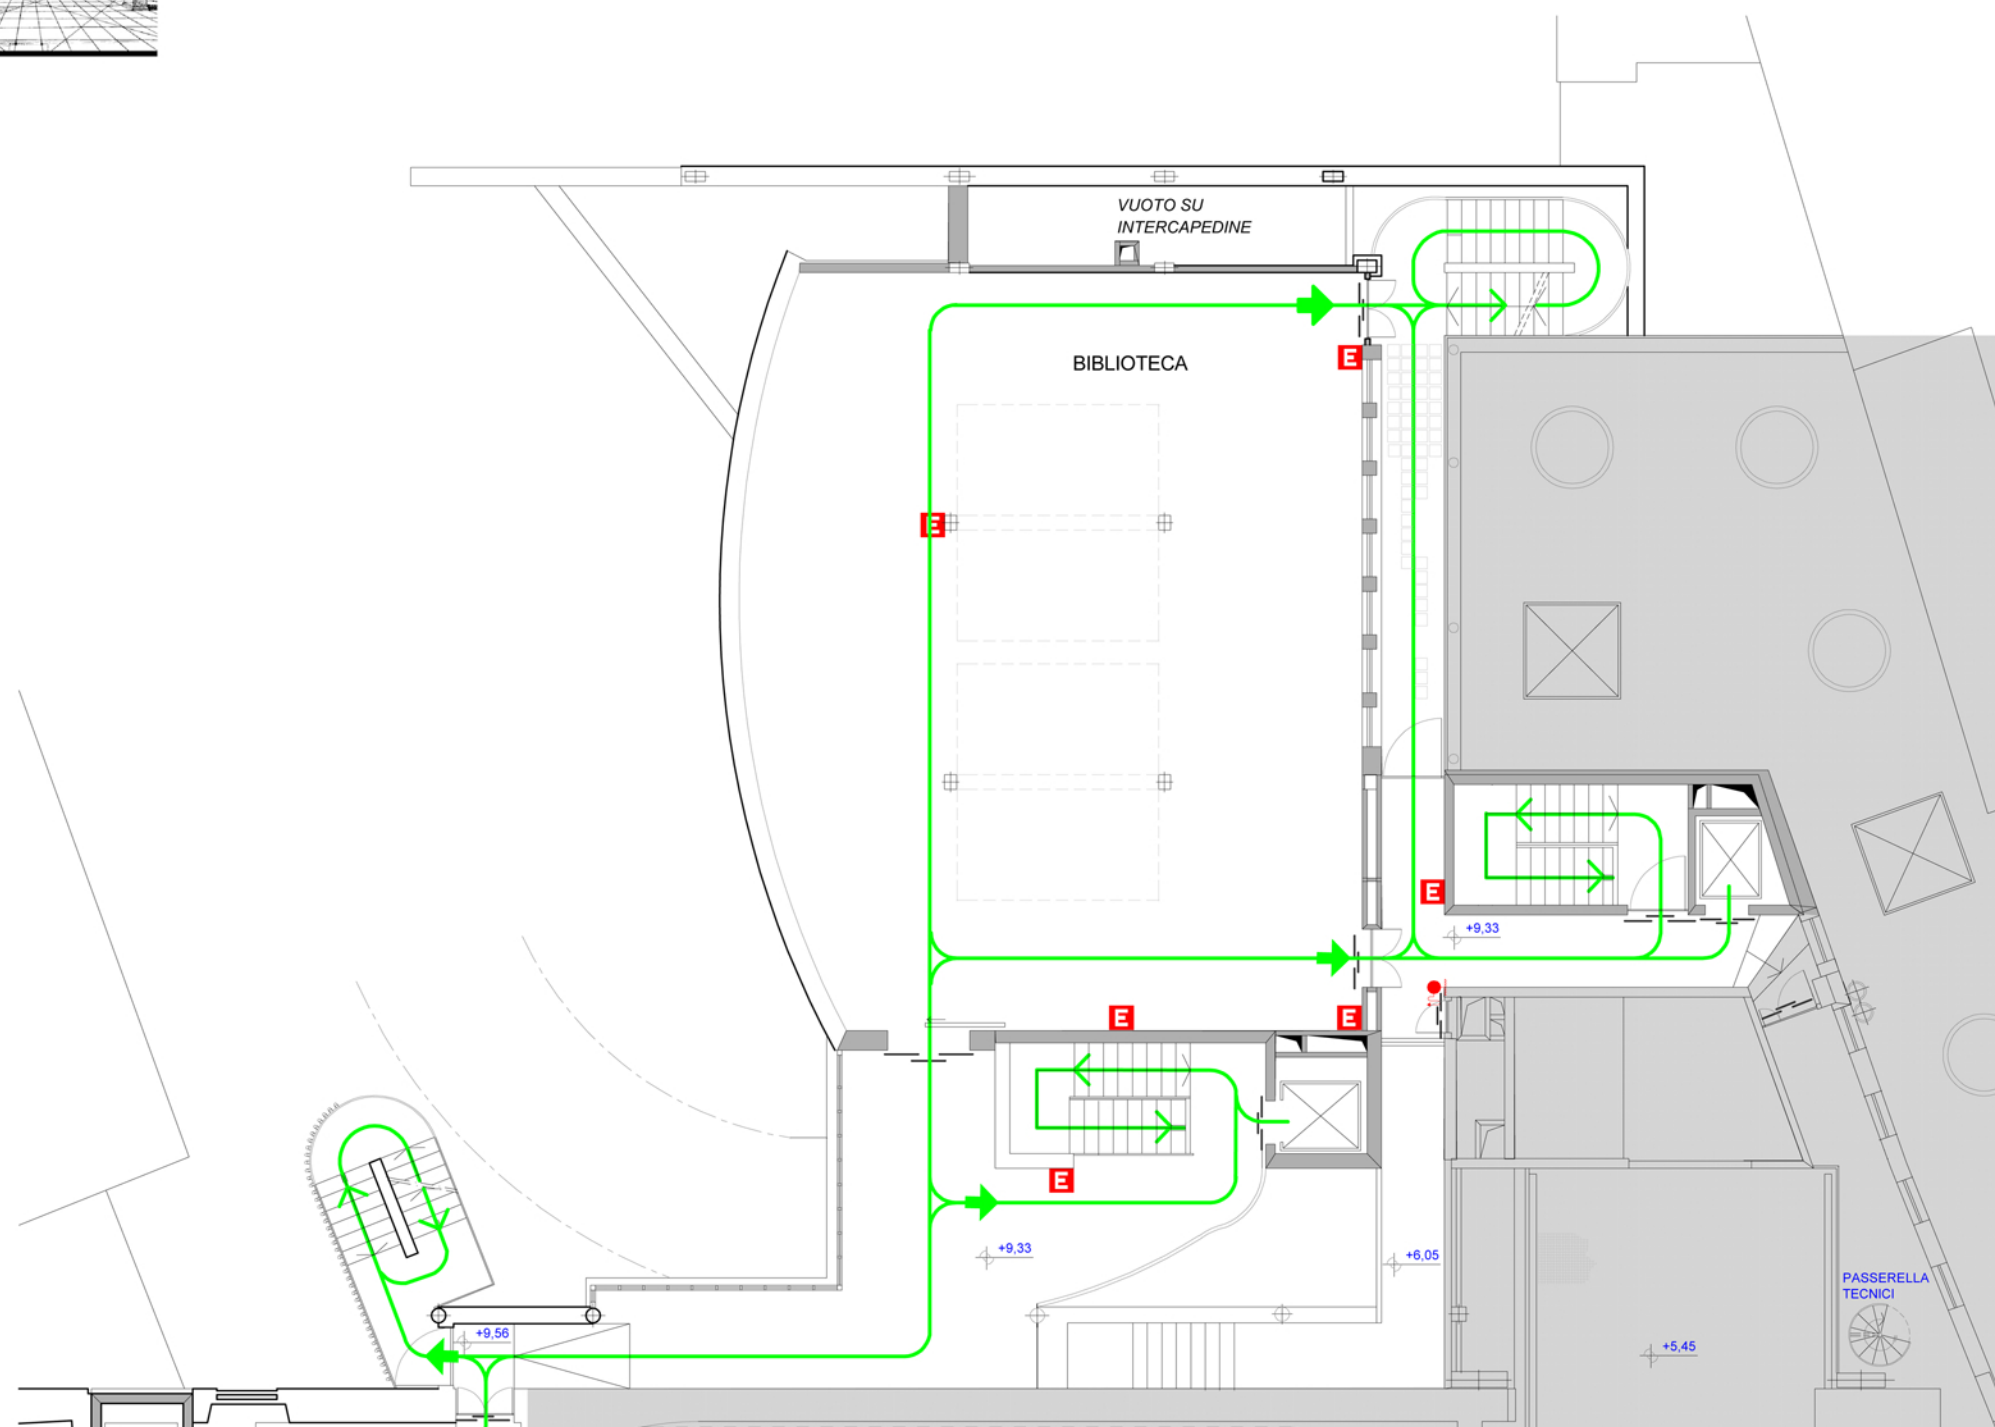 VUOTO SU
INTERCAPEDINE
E
BIBLIOTECA
E
E
+9,33
E
E
E
+9,33
+6,05
PASSERELLA
TECNICI
+9,56
+5,45